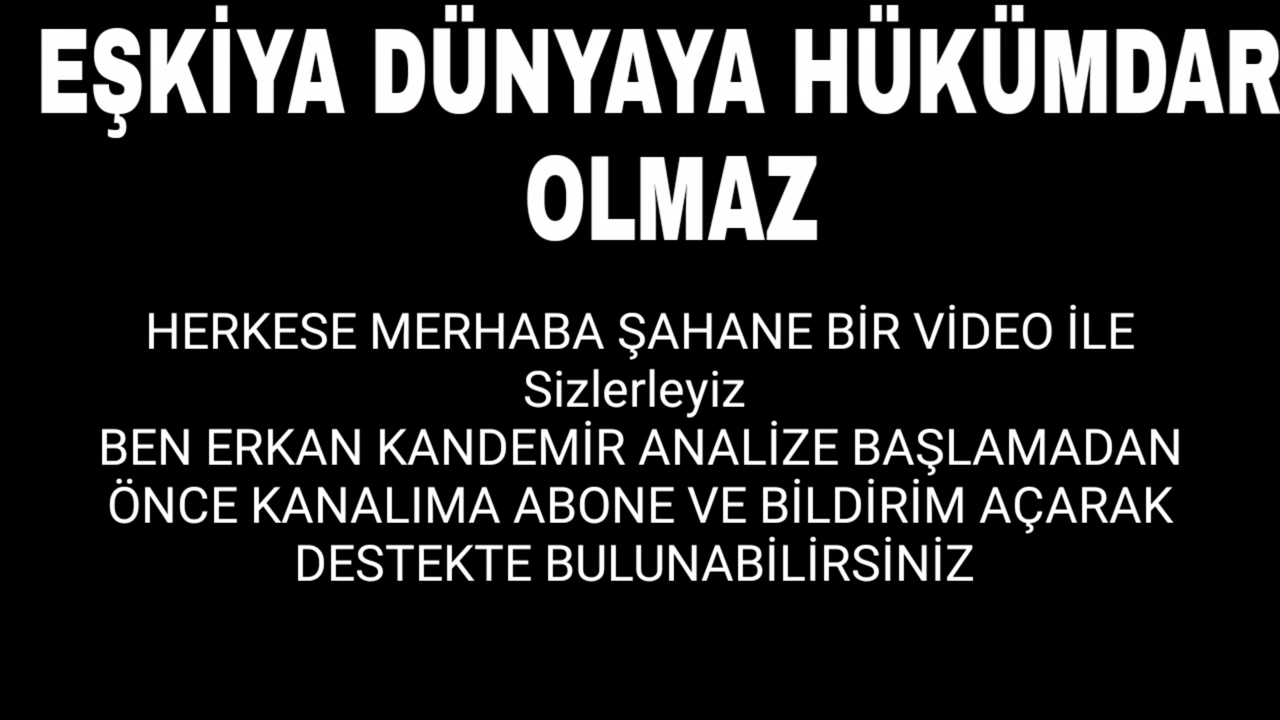 EŞKİYA DÜNYAYA HÜKÜMDAR
OLMAZ
HERKESE MERHABA ŞAHANE BİR VİDEO İLE
Sizlerleyiz
BEN ERKAN KANDEMİR ANALİZE BAŞLAMADAN
ÖNCE KANALIMA ABONE VE BİLDİRİM AÇARAK
DESTEKTE BULUNABİLİRSİNİZ